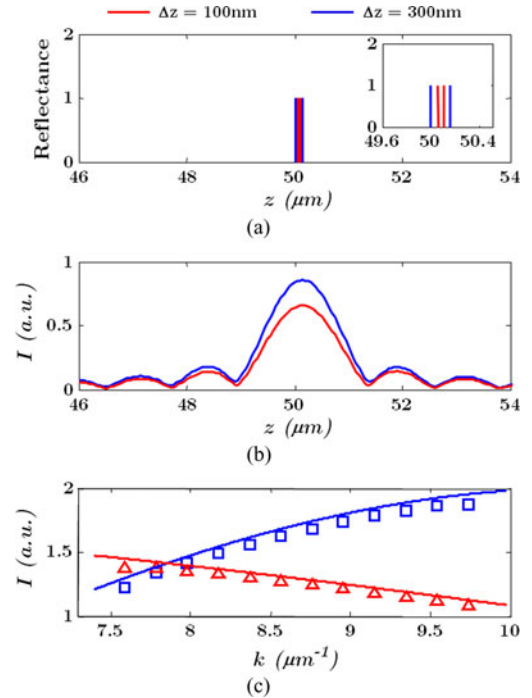 Δz = 100nm Δz = 300nm
2
1
0
Reflectance
46 48 50 52 54
z (μm)
2
1
0
49.6 50 50.4
(a)
1
0.5
0
I (a.u.)
46 48 50 52 54
z (μm)
(b)
2
1.5
1
I (a.u.)
7.5 8 8.5 9 9.5 10
k (μm⁻¹)
(c)